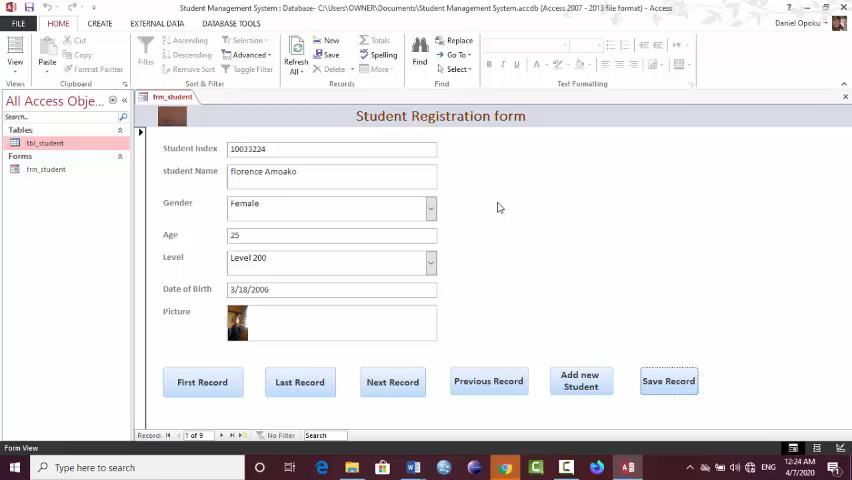 Student Management System : Database- C:\Users\OWNER\Documents\Student Management System.accdb (Access 2007 - 2013 file format) - Access
FILE HOME CREATE EXTERNAL DATA DATABASE TOOLS
Daniel Opoku
View
Paste
Cut
Copy
Format Painter
Filter
Ascending
Descending
Remove Sort
Selection
Advanced
Toggle Filter
Refresh All
New
Save
Delete
Totals
Spelling
More
Find
Replace
Go To
Select
Views Clipboard Sort & Filter Records Find Text Formatting
All Access Obje...
Search...
Tables
tbl_student
Forms
frm_student
frm_student
Student Registration form
Student Index 10033224
student Name florence Amoako
Gender Female
Age 25
Level Level 200
Date of Birth 3/18/2006
Picture
First Record Last Record Next Record Previous Record Add new Student Save Record
Record: 1 of 9 No Filter Search
Form View
Type here to search
ENG
12:24 AM
4/7/2020